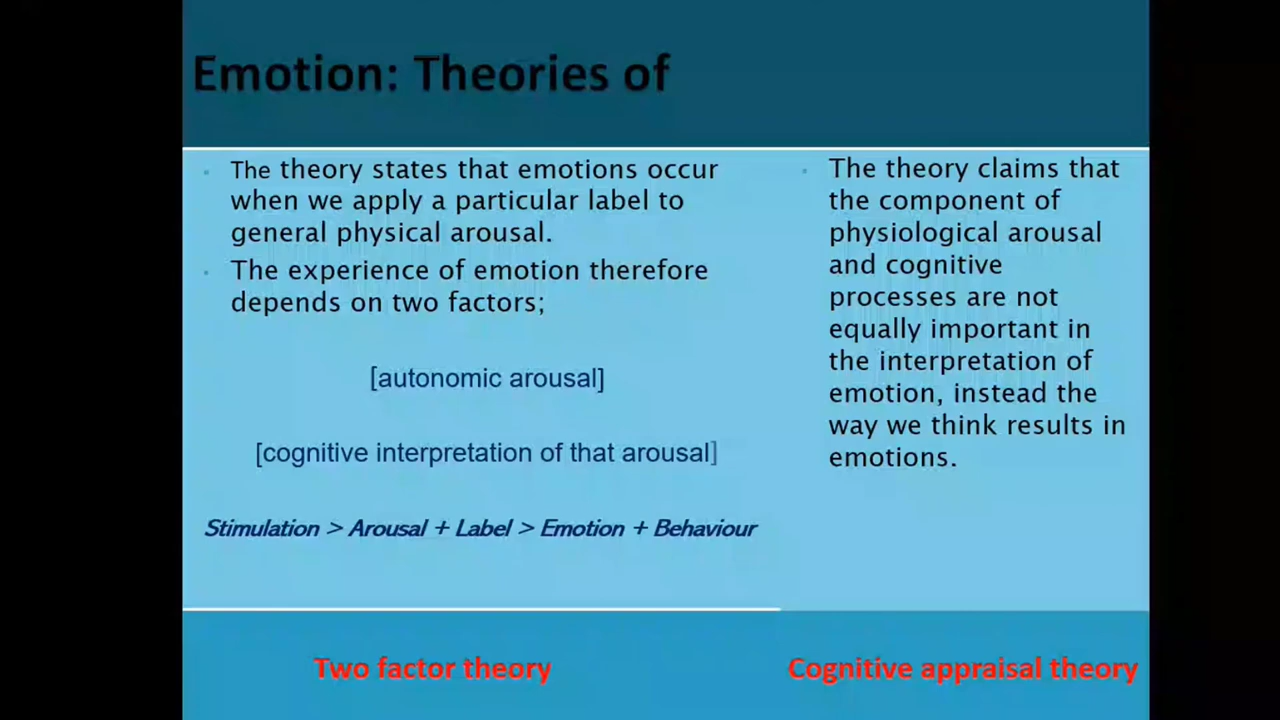 Emotion: Theories of
The theory states that emotions occur
when we apply a particular label to
general physical arousal.
The experience of emotion therefore
depends on two factors;
[autonomic arousal]
[cognitive interpretation of that arousal]
Stimulation > Arousal + Label > Emotion + Behaviour
Two factor theory
The theory claims that
the component of
physiological arousal
and cognitive
processes are not
equally important in
the interpretation of
emotion, instead the
way we think results in
emotions.
Cognitive appraisal theory